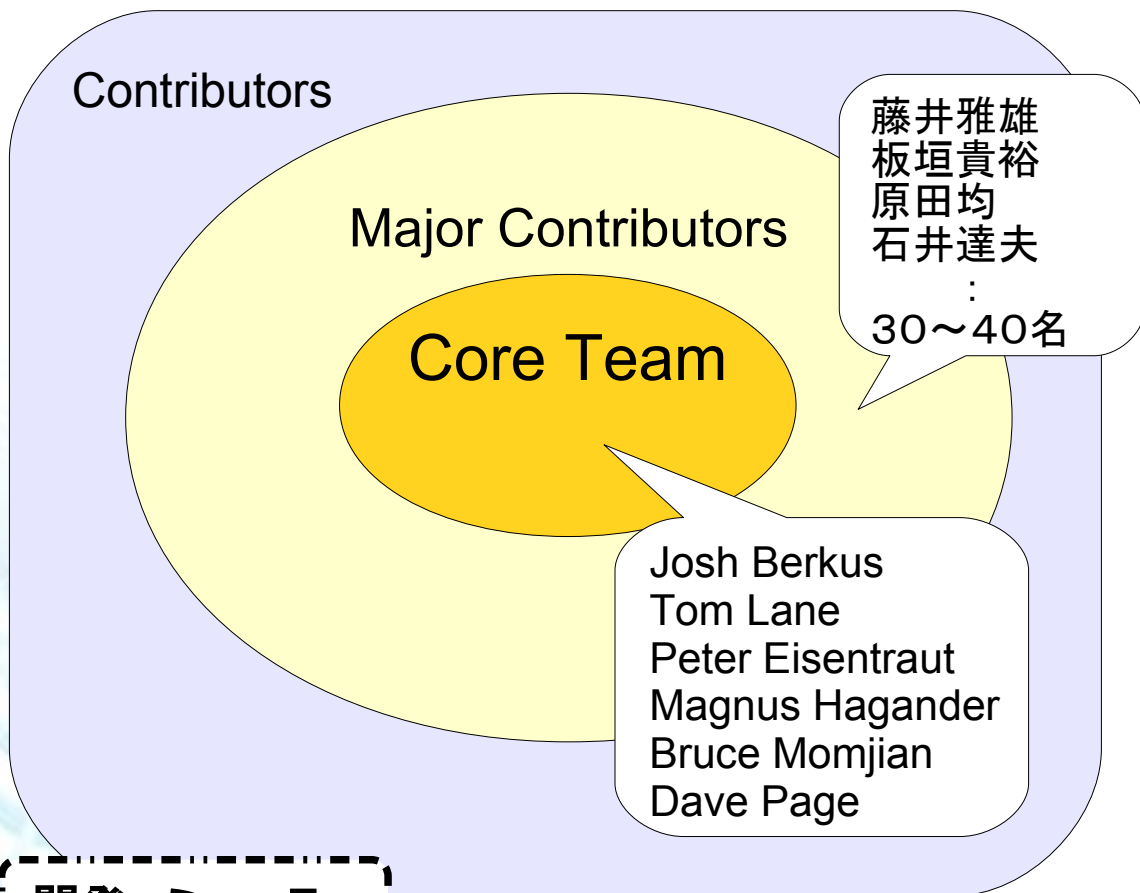 Contributors
藤井雅雄
板垣貴裕
原田均
石井達夫
:
30～40名
Major Contributors
Core Team
Josh Berkus
Tom Lane
Peter Eisentraut
Magnus Hagander
Bruce Momjian
Dave Page